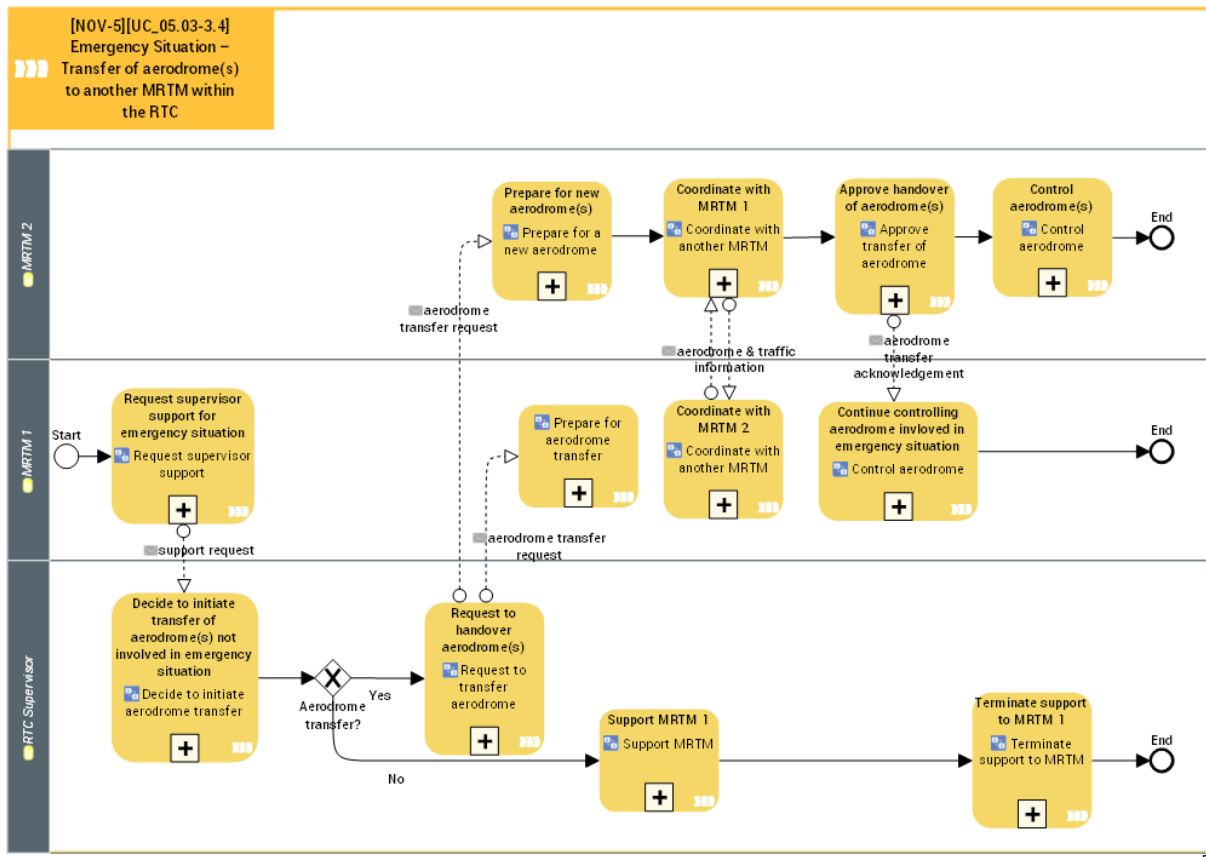 [NOV-5][UC_05.03-3.4]
Emergency Situation –
Transfer of aerodrome(s)
to another MRTM within
the RTC
MRTM 2
Prepare for new
aerodrome(s)
Prepare for a
new aerodrome
Coordinate with
MRTM 1
Coordinate with
another MRTM
Approve handover
of aerodrome(s)
Approve
transfer of
aerodrome
Control
aerodrome(s)
Control
aerodrome
End
aerodrome
transfer request
aerodrome & traffic
information
aerodrome
transfer
acknowledgement
MRTM 1
Start
Request supervisor
support for
emergency situation
Request supervisor
support
Prepare for
aerodrome
transfer
Coordinate with
MRTM 2
Coordinate with
another MRTM
Continue controlling
aerodrome invloved in
emergency situation
Control aerodrome
End
support request
aerodrome transfer
request
RTC Supervisor
Decide to initiate
transfer of
aerodrome(s) not
involved in emergency
situation
Decide to initiate
aerodrome transfer
Aerodrome
transfer?
Yes
No
Request to
handover
aerodrome(s)
Request to
transfer
aerodrome
Support MRTM 1
Support MRTM
Terminate support
to MRTM 1
Terminate
support to MRTM
End